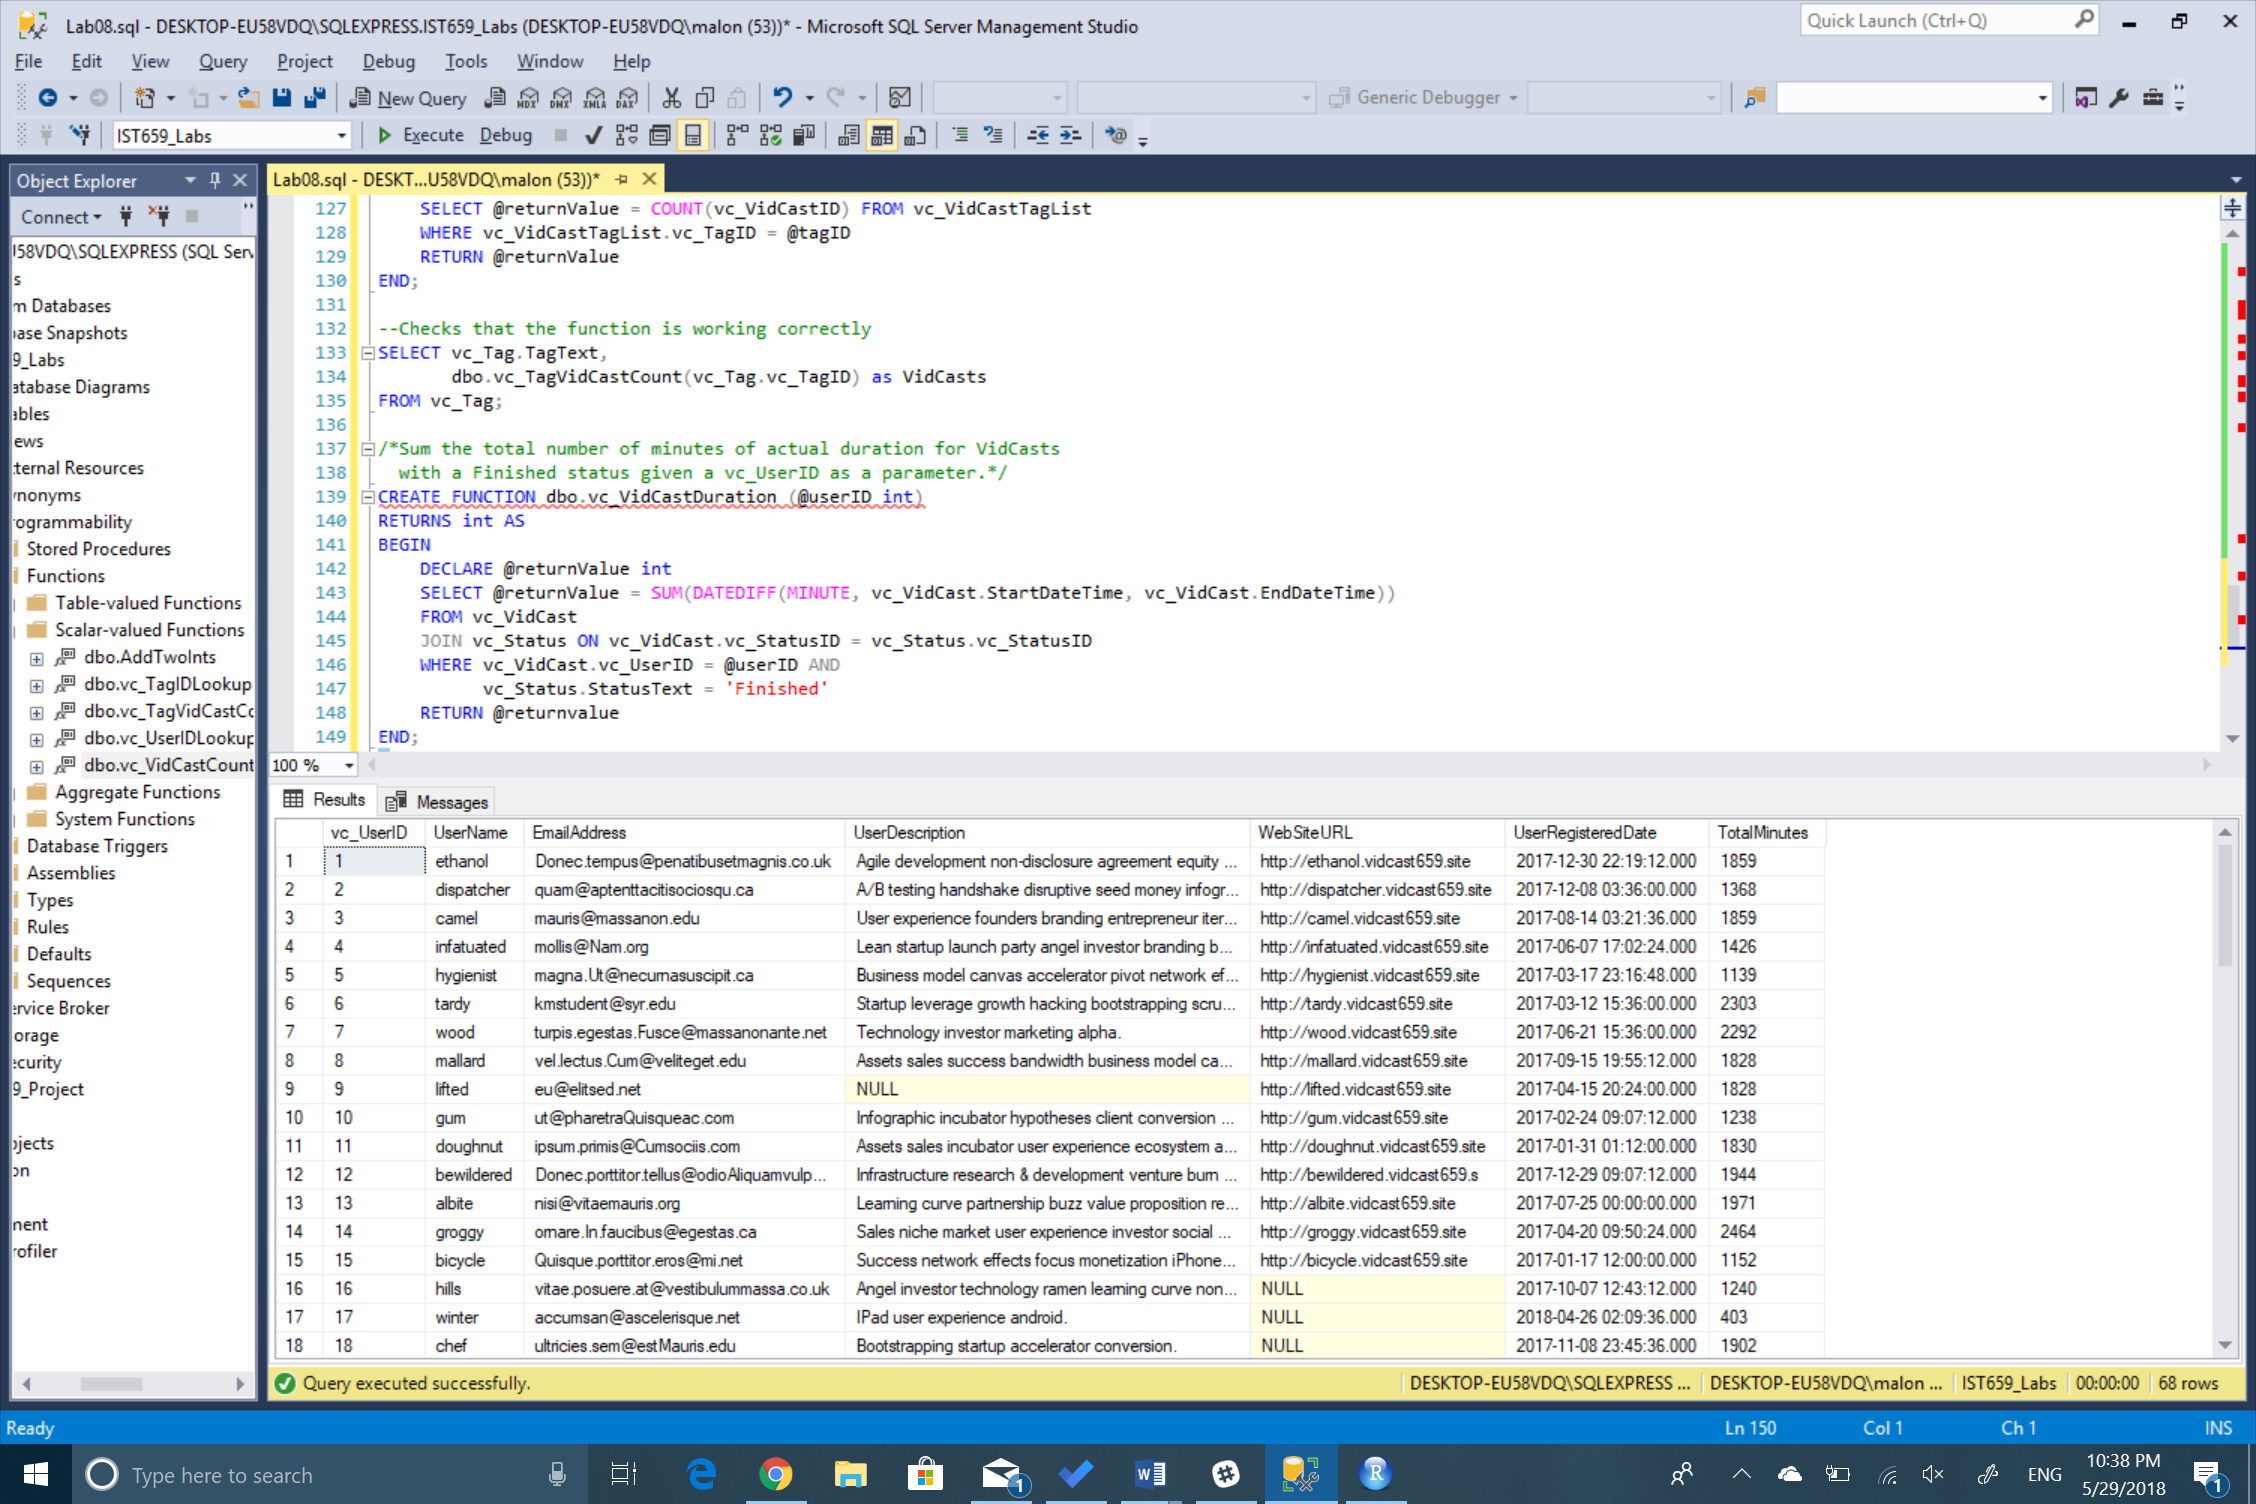 Lab08.sql - DESKTOP-EU58VDQ\SQLEXPRESS.IST659_Labs (DESKTOP-EU58VDQ\malon (53))* - Microsoft SQL Server Management Studio
Quick Launch (Ctrl+Q)
File Edit View Query Project Debug Tools Window Help
New Query MDX DMX XMLA DAX Generic Debugger
IST659_Labs Execute Debug
Object Explorer
Connect
J58VDQ\SQLEXPRESS (SQL Serv
s
m Databases
base Snapshots
9_Labs
atabase Diagrams
ables
ews
ternal Resources
ynonyms
rogrammability
Stored Procedures
Functions
Table-valued Functions
Scalar-valued Functions
dbo.AddTwoInts
dbo.vc_TagIDLookup
dbo.vc_TagVidCastCo
dbo.vc_UserIDLookup
dbo.vc_VidCastCount
Aggregate Functions
System Functions
Database Triggers
Assemblies
Types
Rules
Defaults
Sequences
ervice Broker
orage
ecurity
9_Project
bjects
on
ment
rofiler
Lab08.sql - DESKT...U58VDQ\malon (53))*
127 SELECT @returnValue = COUNT(vc_VidCastID) FROM vc_VidCastTagList
128 WHERE vc_VidCastTagList.vc_TagID = @tagID
129 RETURN @returnValue
130 END;
131
132 --Checks that the function is working correctly
133 SELECT vc_Tag.TagText,
134 dbo.vc_TagVidCastCount(vc_Tag.vc_TagID) as VidCasts
135 FROM vc_Tag;
136
137 /*Sum the total number of minutes of actual duration for VidCasts
138 with a Finished status given a vc_UserID as a parameter.*/
139 CREATE FUNCTION dbo.vc_VidCastDuration (@userID int)
140 RETURNS int AS
141 BEGIN
142 DECLARE @returnValue int
143 SELECT @returnValue = SUM(DATEDIFF(MINUTE, vc_VidCast.StartDateTime, vc_VidCast.EndDateTime))
144 FROM vc_VidCast
145 JOIN vc_Status ON vc_VidCast.vc_StatusID = vc_Status.vc_StatusID
146 WHERE vc_VidCast.vc_UserID = @userID AND
147 vc_Status.StatusText = 'Finished'
148 RETURN @returnvalue
149 END;
100 %
Results Messages
vc_UserID UserName EmailAddress UserDescription WebSiteURL UserRegisteredDate TotalMinutes
1 1 ethanol Donec.tempus@penatibusetmagnis.co.uk Agile development non-disclosure agreement equity ... http://ethanol.vidcast659.site 2017-12-30 22:19:12.000 1859
2 2 dispatcher quam@aptenttacitisociosqu.ca A/B testing handshake disruptive seed money infogr... http://dispatcher.vidcast659.site 2017-12-08 03:36:00.000 1368
3 3 camel mauris@massanon.edu User experience founders branding entrepreneur iter... http://camel.vidcast659.site 2017-08-14 03:21:36.000 1859
4 4 infatuated mollis@Nam.org Lean startup launch party angel investor branding b... http://infatuated.vidcast659.site 2017-06-07 17:02:24.000 1426
5 5 hygienist magna.Ut@necurnasuscipit.ca Business model canvas accelerator pivot network ef... http://hygienist.vidcast659.site 2017-03-17 23:16:48.000 1139
6 6 tardy kmstudent@syr.edu Startup leverage growth hacking bootstrapping scru... http://tardy.vidcast659.site 2017-03-12 15:36:00.000 2303
7 7 wood turpis.egestas.Fusce@massanonante.net Technology investor marketing alpha. http://wood.vidcast659.site 2017-06-21 15:36:00.000 2292
8 8 mallard vel.lectus.Cum@veliteget.edu Assets sales success bandwidth business model ca... http://mallard.vidcast659.site 2017-09-15 19:55:12.000 1828
9 9 lifted eu@elitsed.net NULL http://lifted.vidcast659.site 2017-04-15 20:24:00.000 1828
10 10 gum ut@pharetraQuisqueac.com Infographic incubator hypotheses client conversion ... http://gum.vidcast659.site 2017-02-24 09:07:12.000 1238
11 11 doughnut ipsum.primis@Cumsociis.com Assets sales incubator user experience ecosystem a... http://doughnut.vidcast659.site 2017-01-31 01:12:00.000 1830
12 12 bewildered Donec.porttitor.tellus@odioAliquamvulp... Infrastructure research & development venture burn ... http://bewildered.vidcast659.s 2017-12-29 09:07:12.000 1944
13 13 albite nisi@vitaemauris.org Learning curve partnership buzz value proposition re... http://albite.vidcast659.site 2017-07-25 00:00:00.000 1971
14 14 groggy ornare.In.faucibus@egestas.ca Sales niche market user experience investor social ... http://groggy.vidcast659.site 2017-04-20 09:50:24.000 2464
15 15 bicycle Quisque.porttitor.eros@mi.net Success network effects focus monetization iPhone... http://bicycle.vidcast659.site 2017-01-17 12:00:00.000 1152
16 16 hills vitae.posuere.at@vestibulummassa.co.uk Angel investor technology ramen learning curve non... NULL 2017-10-07 12:43:12.000 1240
17 17 winter accumsan@ascelerisque.net IPad user experience android. NULL 2018-04-26 02:09:36.000 403
18 18 chef ultricies.sem@estMauris.edu Bootstrapping startup accelerator conversion. NULL 2017-11-08 23:45:36.000 1902
Query executed successfully. DESKTOP-EU58VDQ\SQLEXPRESS ... DESKTOP-EU58VDQ\malon ... IST659_Labs 00:00:00 68 rows
Ready Ln 150 Col 1 Ch 1 INS
Type here to search
1
ENG
10:38 PM
5/29/2018
1